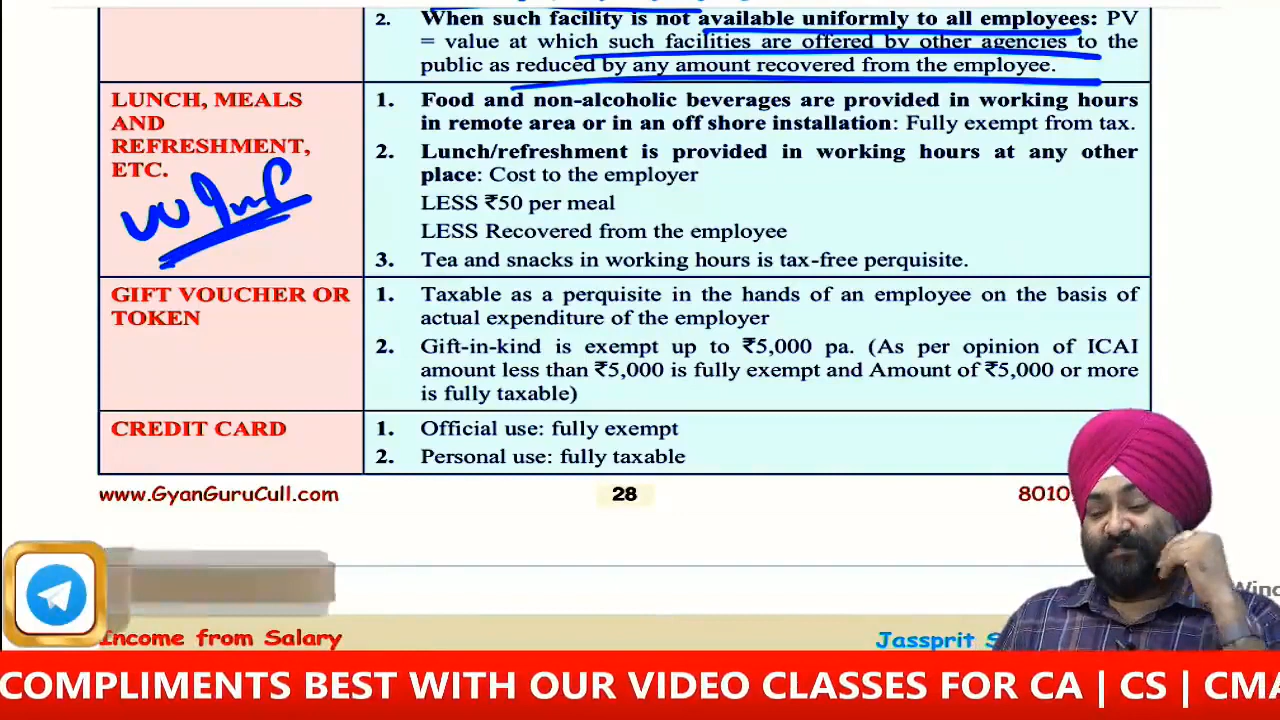 2. When such facility is not available uniformly to all employees: PV
= value at which such facilities are offered by other agencies to the
public as reduced by any amount recovered from the employee.
LUNCH, MEALS
AND
REFRESHMENT,
ETC.
1. Food and non-alcoholic beverages are provided in working hours
in remote area or in an off shore installation: Fully exempt from tax.
2. Lunch/refreshment is provided in working hours at any other
place: Cost to the employer
LESS ₹50 per meal
LESS Recovered from the employee
3. Tea and snacks in working hours is tax-free perquisite.
GIFT VOUCHER OR
TOKEN
1. Taxable as a perquisite in the hands of an employee on the basis of
actual expenditure of the employer
2. Gift-in-kind is exempt up to ₹5,000 pa. (As per opinion of ICAI
amount less than ₹5,000 is fully exempt and Amount of ₹5,000 or more
is fully taxable)
CREDIT CARD
1. Official use: fully exempt
2. Personal use: fully taxable
www.GyanGuruCull.com
28
8010
Income from Salary
Jassprit S
COMPLIMENTS BEST WITH OUR VIDEO CLASSES FOR CA | CS | CMA